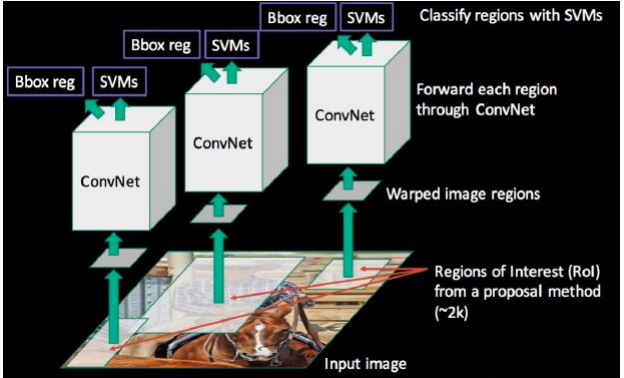 Bbox reg SVMs
Classify regions with SVMs
Bbox reg SVMs
Bbox reg SVMs
Forward each region
through ConvNet
ConvNet
ConvNet
ConvNet
Warped image regions
Regions of Interest (RoI)
from a proposal method
(~2k)
Input image